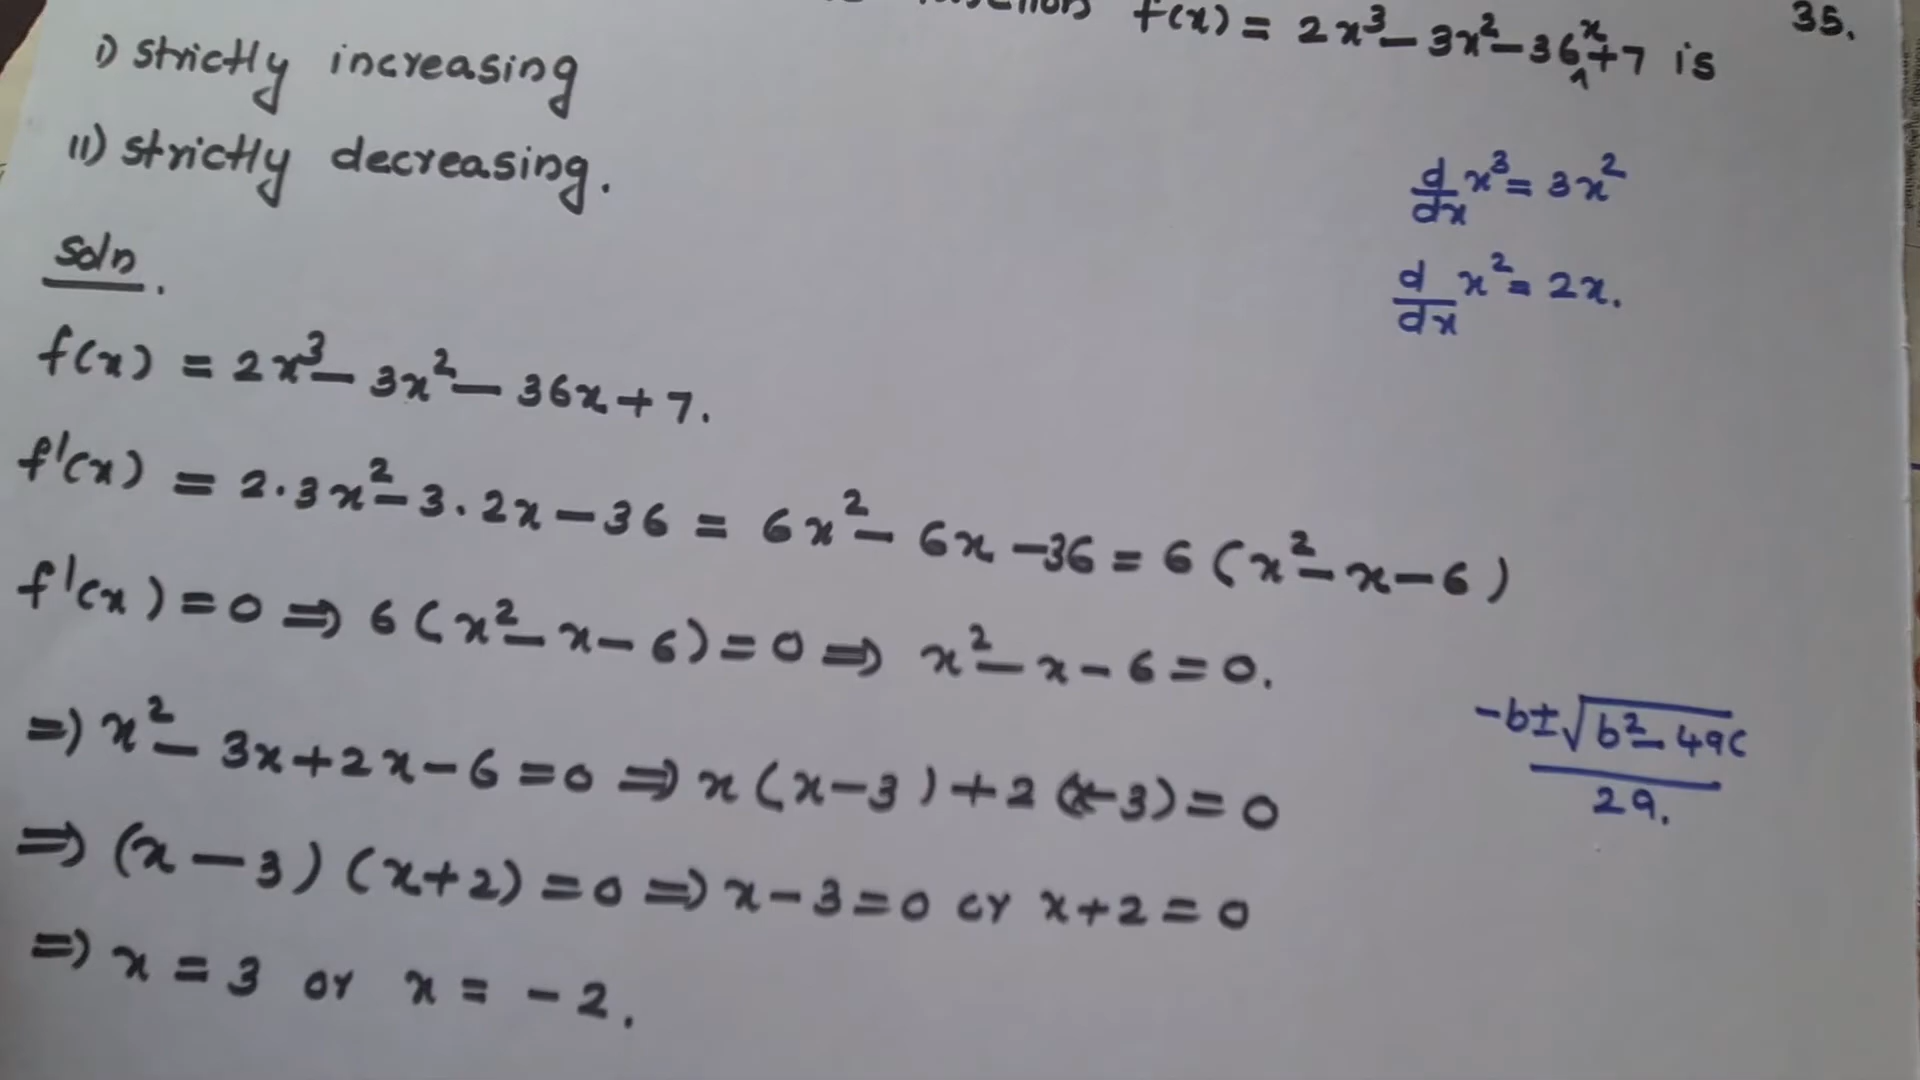 f(x) = 2x³ - 3x² - 36x + 7 is
35.
i) strictly increasing
ii) strictly decreasing.
d/dx x³ = 3x²
d/dx x² = 2x.
Soln.
f(x) = 2x³ - 3x² - 36x + 7.
f'(x) = 2·3x² - 3·2x - 36 = 6x² - 6x - 36 = 6(x² - x - 6)
f'(x) = 0 ⇒ 6(x² - x - 6) = 0 ⇒ x² - x - 6 = 0.
⇒ x² - 3x + 2x - 6 = 0 ⇒ x(x - 3) + 2(x - 3) = 0
-b ± √(b² - 4ac) / 2a.
⇒ (x - 3)(x + 2) = 0 ⇒ x - 3 = 0 or x + 2 = 0
⇒ x = 3 or x = -2.